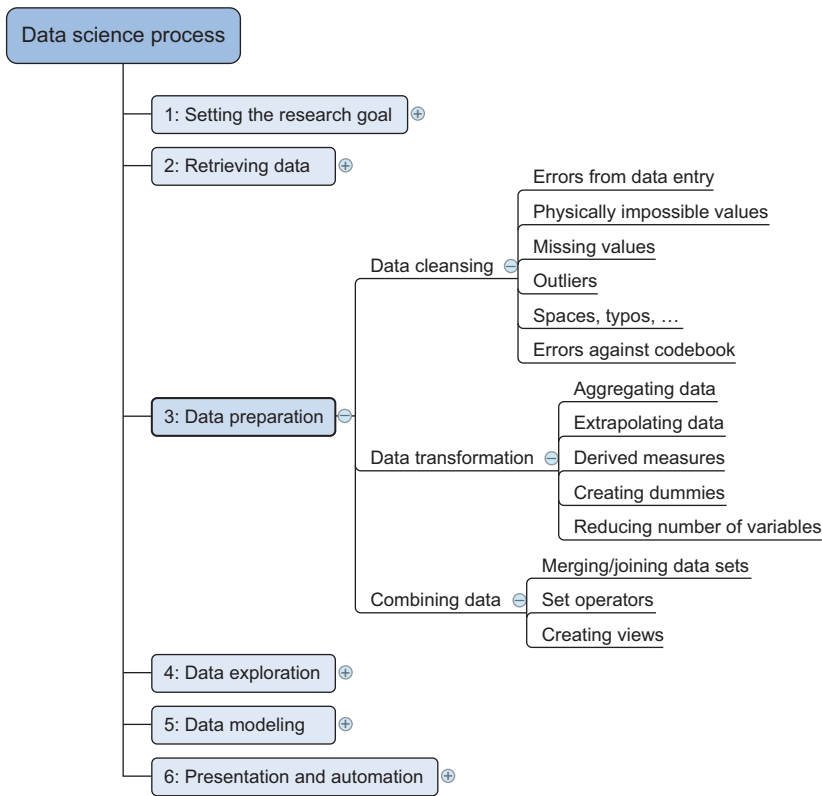 Data science process
1: Setting the research goal
2: Retrieving data
3: Data preparation
Data cleansing
Errors from data entry
Physically impossible values
Missing values
Outliers
Spaces, typos, …
Errors against codebook
Data transformation
Aggregating data
Extrapolating data
Derived measures
Creating dummies
Reducing number of variables
Combining data
Merging/joining data sets
Set operators
Creating views
4: Data exploration
5: Data modeling
6: Presentation and automation